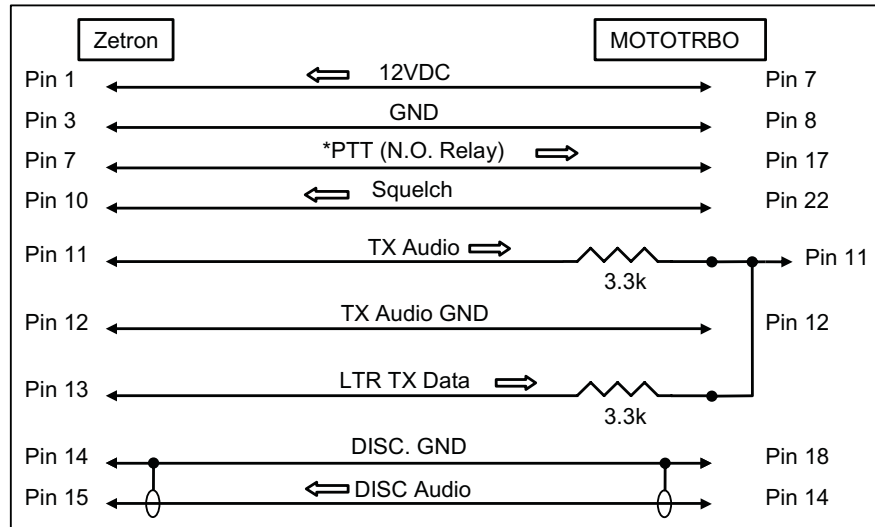 Zetron MOTOTRBO
Pin 1 12VDC Pin 7
Pin 3 GND Pin 8
Pin 7 *PTT (N.O. Relay) Pin 17
Pin 10 Squelch Pin 22
Pin 11 TX Audio Pin 11
3.3k
Pin 12 TX Audio GND Pin 12
Pin 13 LTR TX Data
3.3k
Pin 14 DISC. GND Pin 18
Pin 15 DISC Audio Pin 14